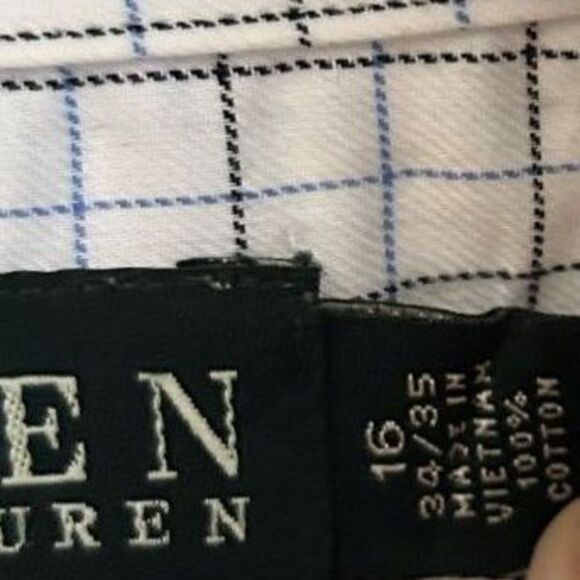 EN
UREN
16
34/35
MADE IN
VIETNAM
100%
COTTON